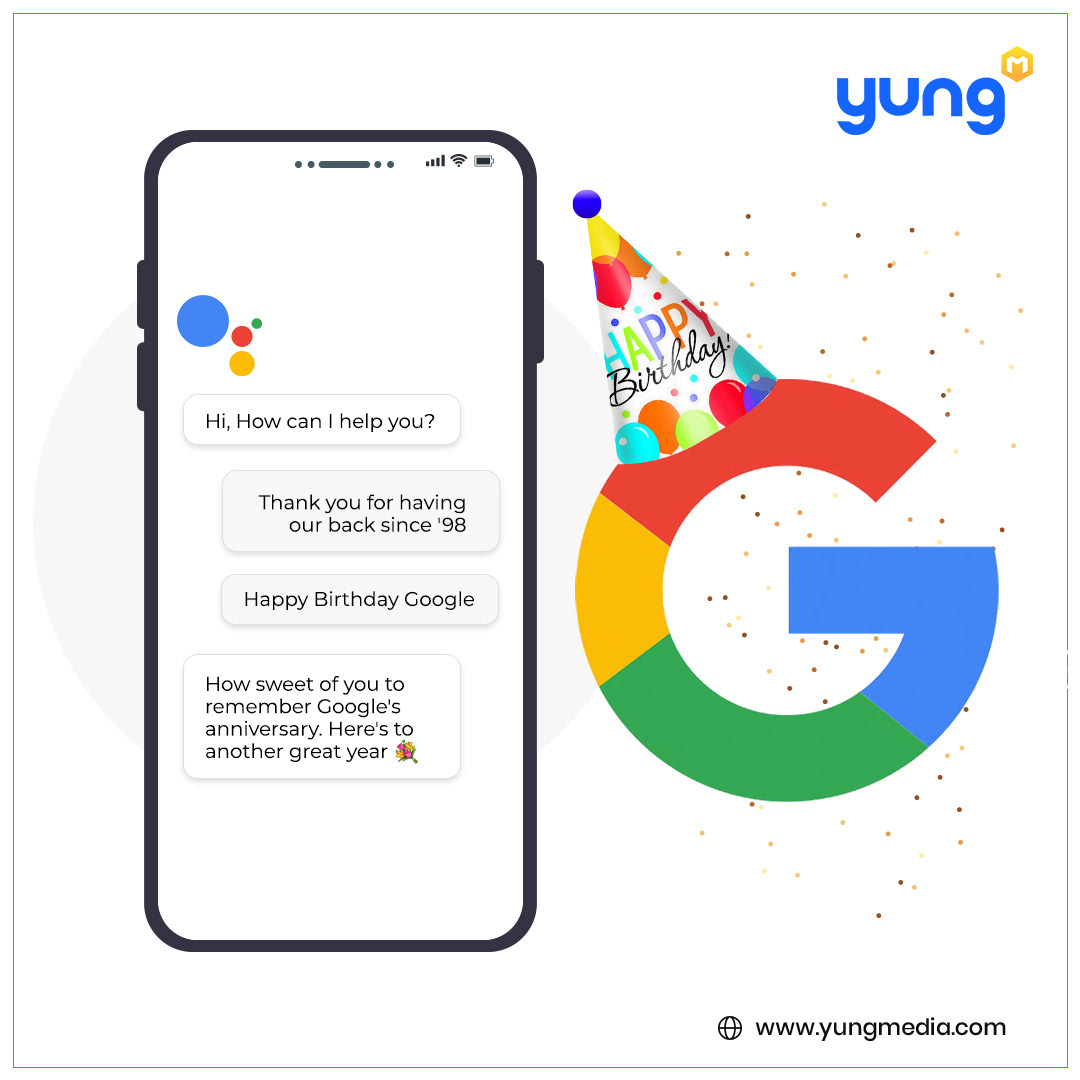 yung
M
HAPPY
Birthday!
Hi, How can I help you?
Thank you for having
our back since '98
Happy Birthday Google
How sweet of you to
remember Google's
anniversary. Here's to
another great year 💐
G
www.yungmedia.com